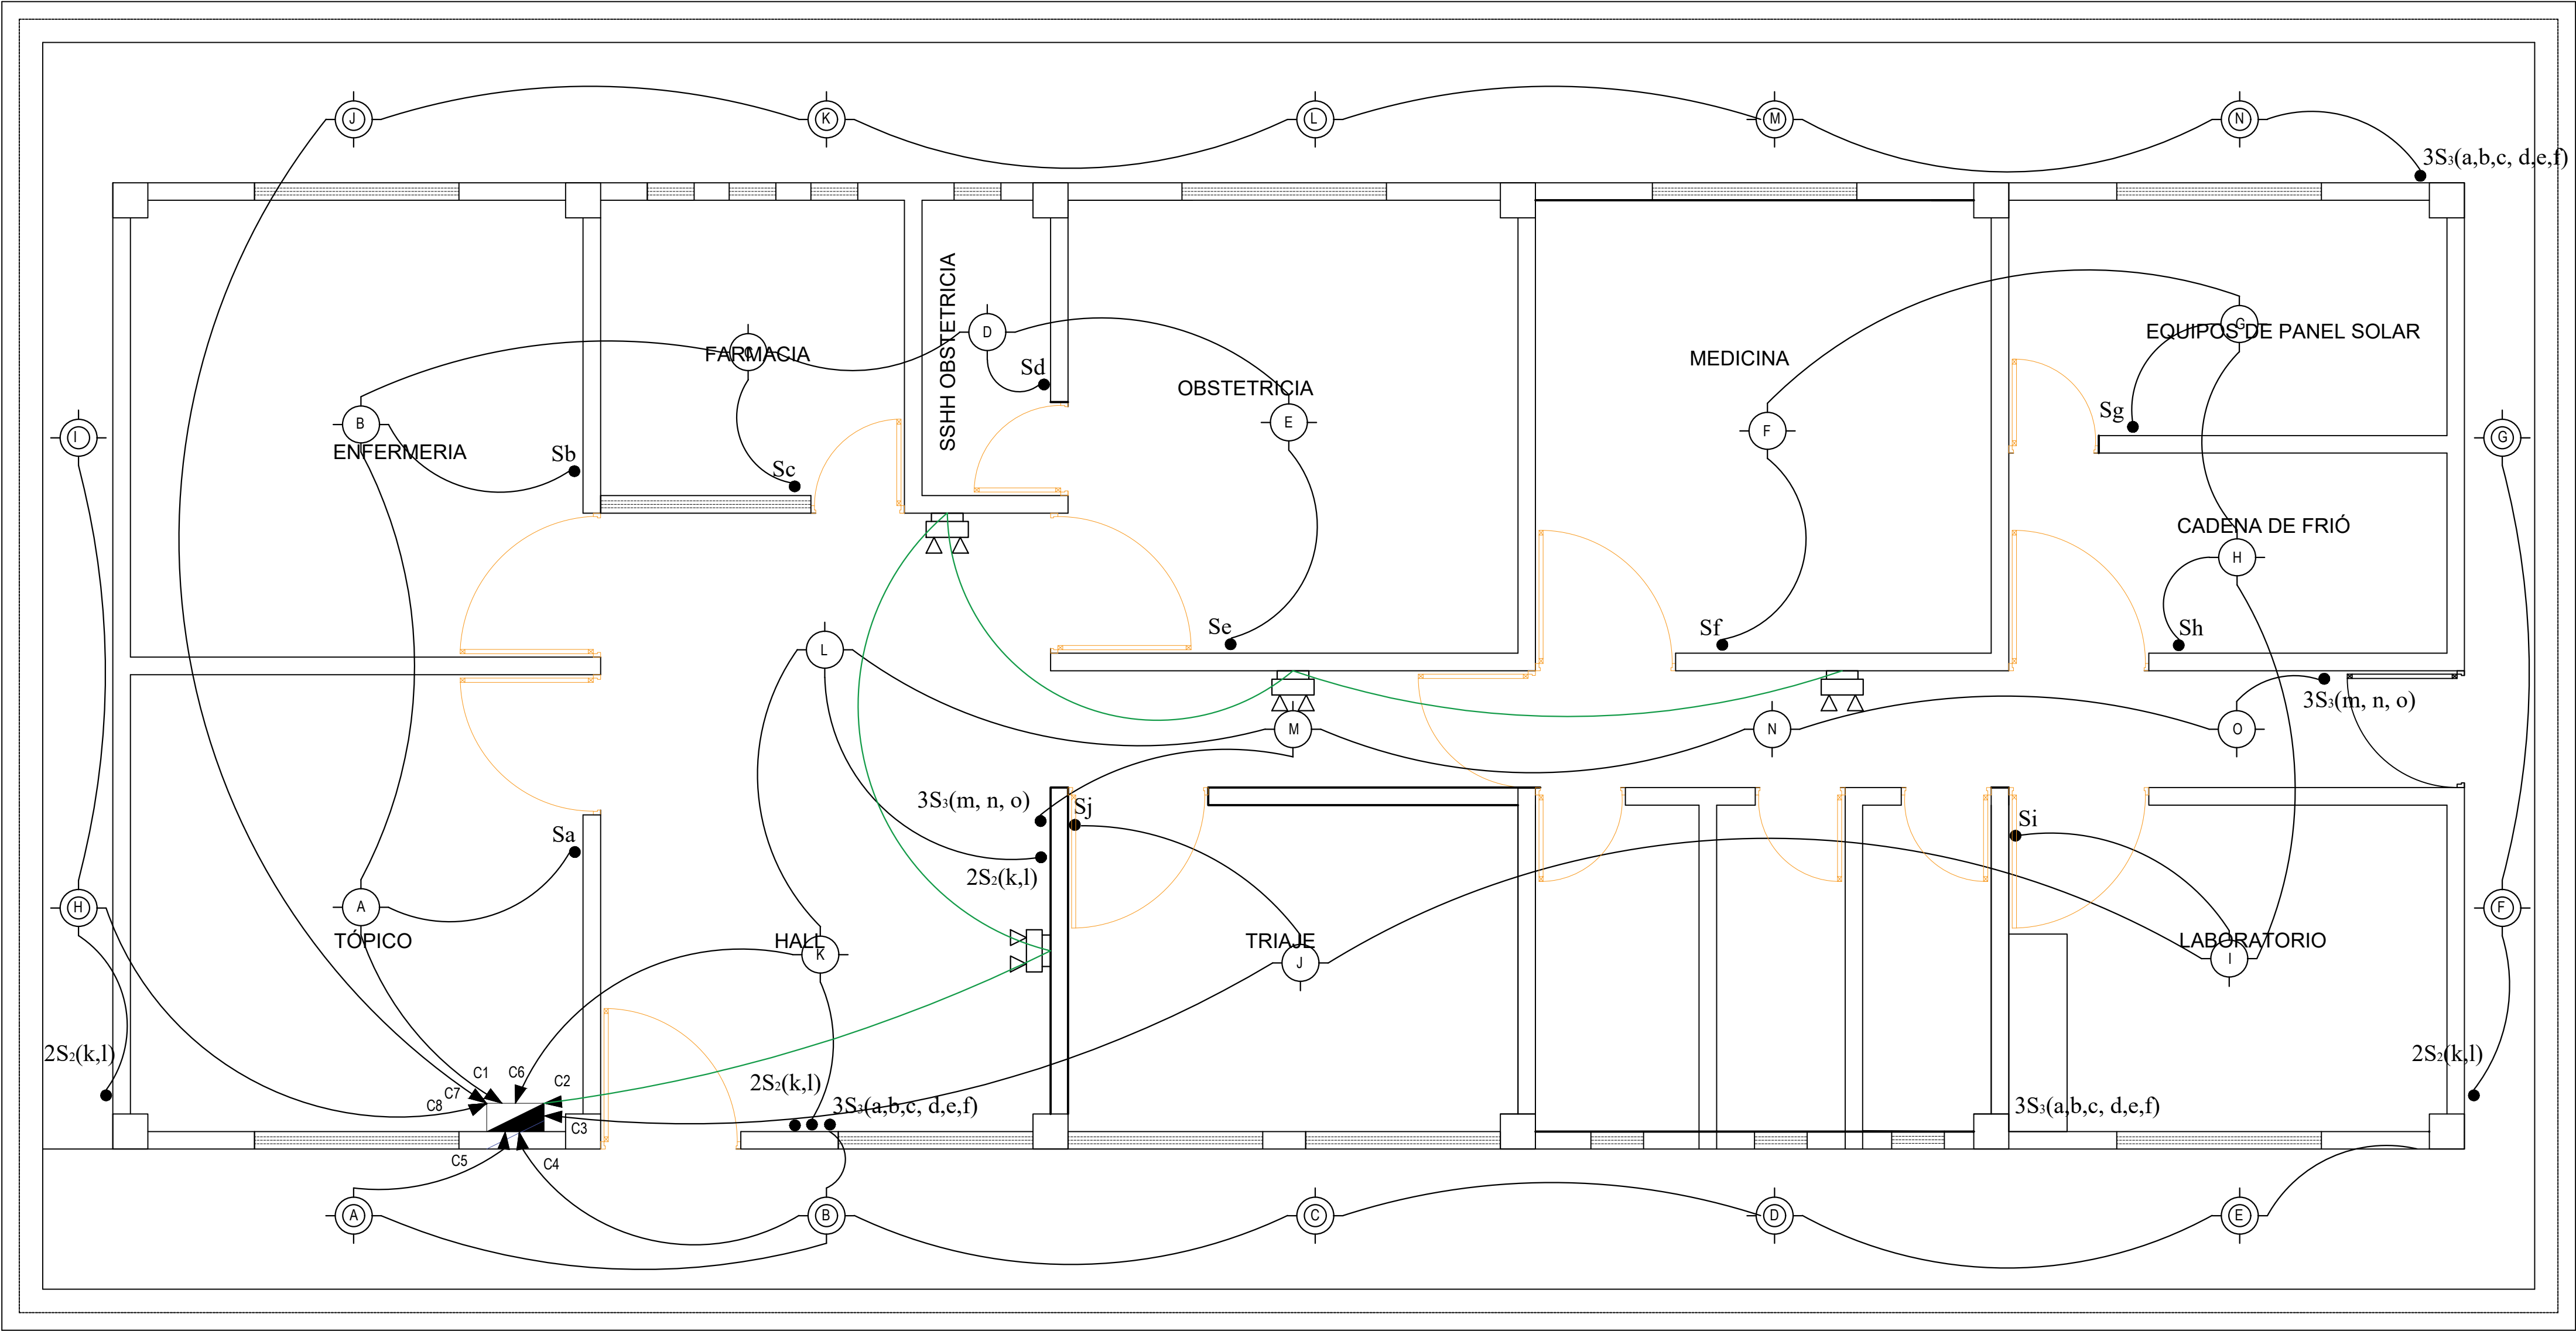 J
K
L
M
N
3S3(a,b,c, d,e,f)
SSHH OBSTETRICIA
D
G
EQUIPOS DE PANEL SOLAR
FARMACIA
MEDICINA
Sd
OBSTETRICIA
Sg
B
E
F
I
G
ENFERMERIA
Sb
Sc
CADENA DE FRIÓ
H
Se
Sf
Sh
L
3S3(m, n, o)
M
N
O
3S3(m, n, o)
Sj
Si
Sa
2S2(k,l)
H
A
F
TÓPICO
HALL
TRIAJE
LABORATORIO
K
J
I
2S2(k,l)
C1
C6
C2
C7
C8
2S2(k,l)
3S3(a,b,c, d,e,f)
3S3(a,b,c, d,e,f)
2S2(k,l)
C3
C5
C4
A
B
C
D
E